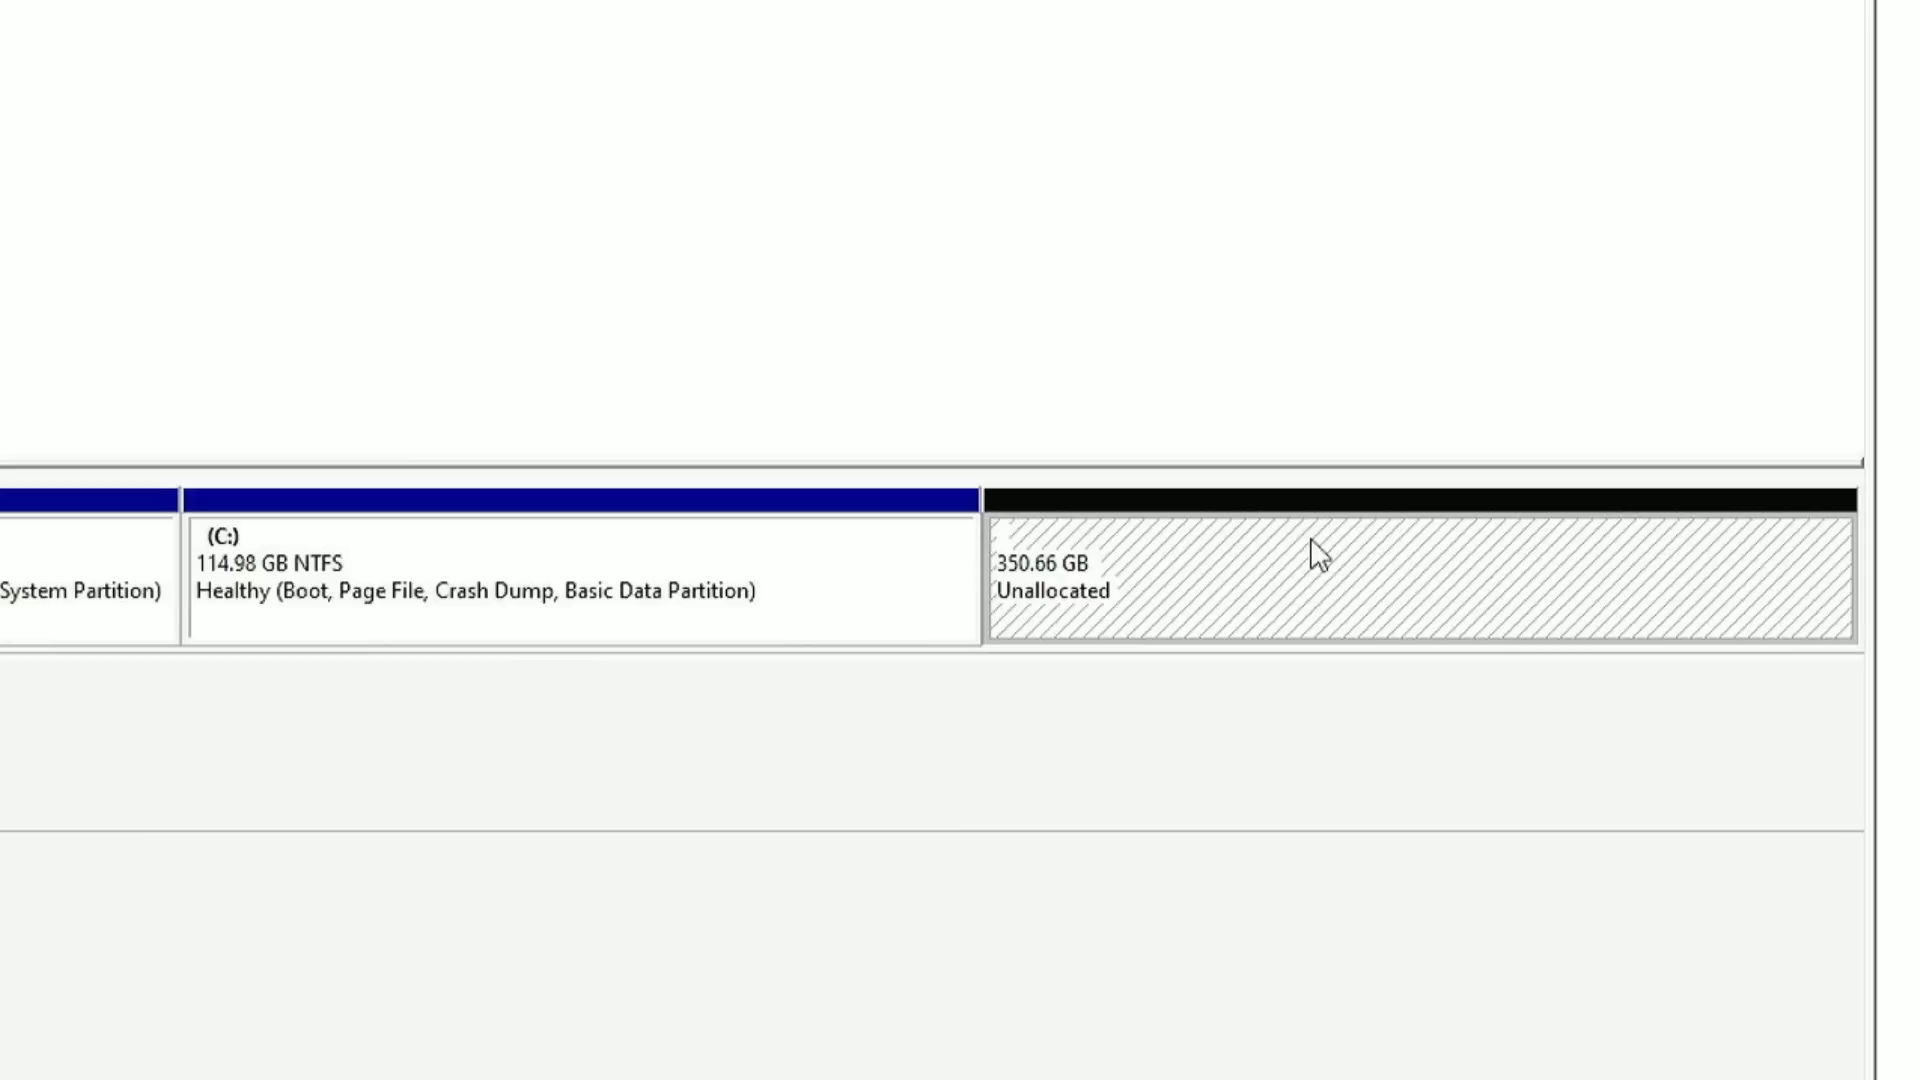 System Partition)
(C:)
114.98 GB NTFS
Healthy (Boot, Page File, Crash Dump, Basic Data Partition)
350.66 GB
Unallocated